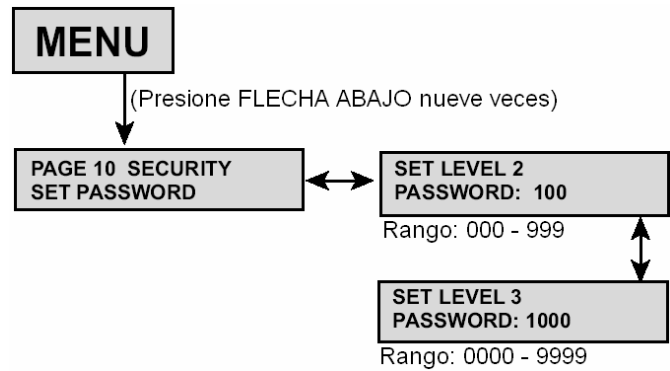 MENU
(Presione FLECHA ABAJO nueve veces)
PAGE 10 SECURITY
SET PASSWORD
SET LEVEL 2
PASSWORD: 100
Rango: 000 - 999
SET LEVEL 3
PASSWORD: 1000
Rango: 0000 - 9999